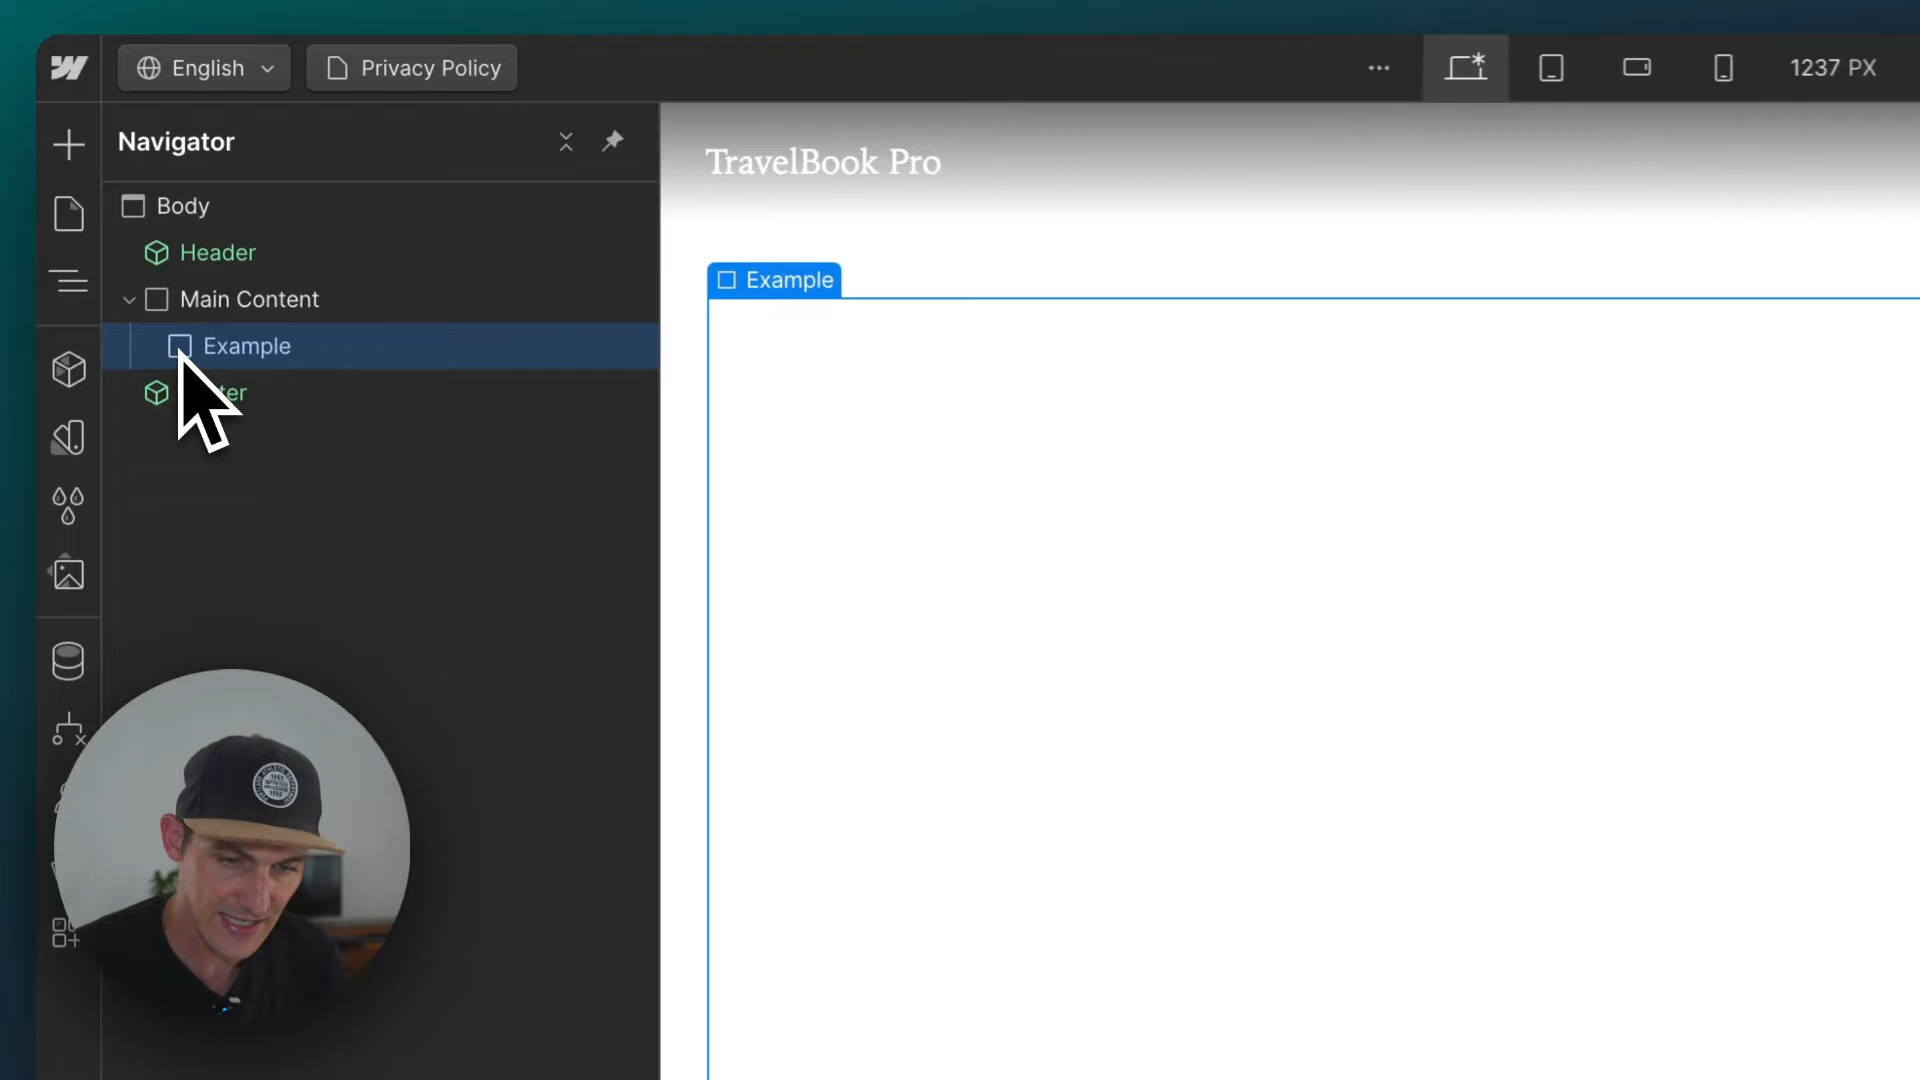 English
Privacy Policy
1237 PX
Navigator
TravelBook Pro
Body
Header
Example
Main Content
Example